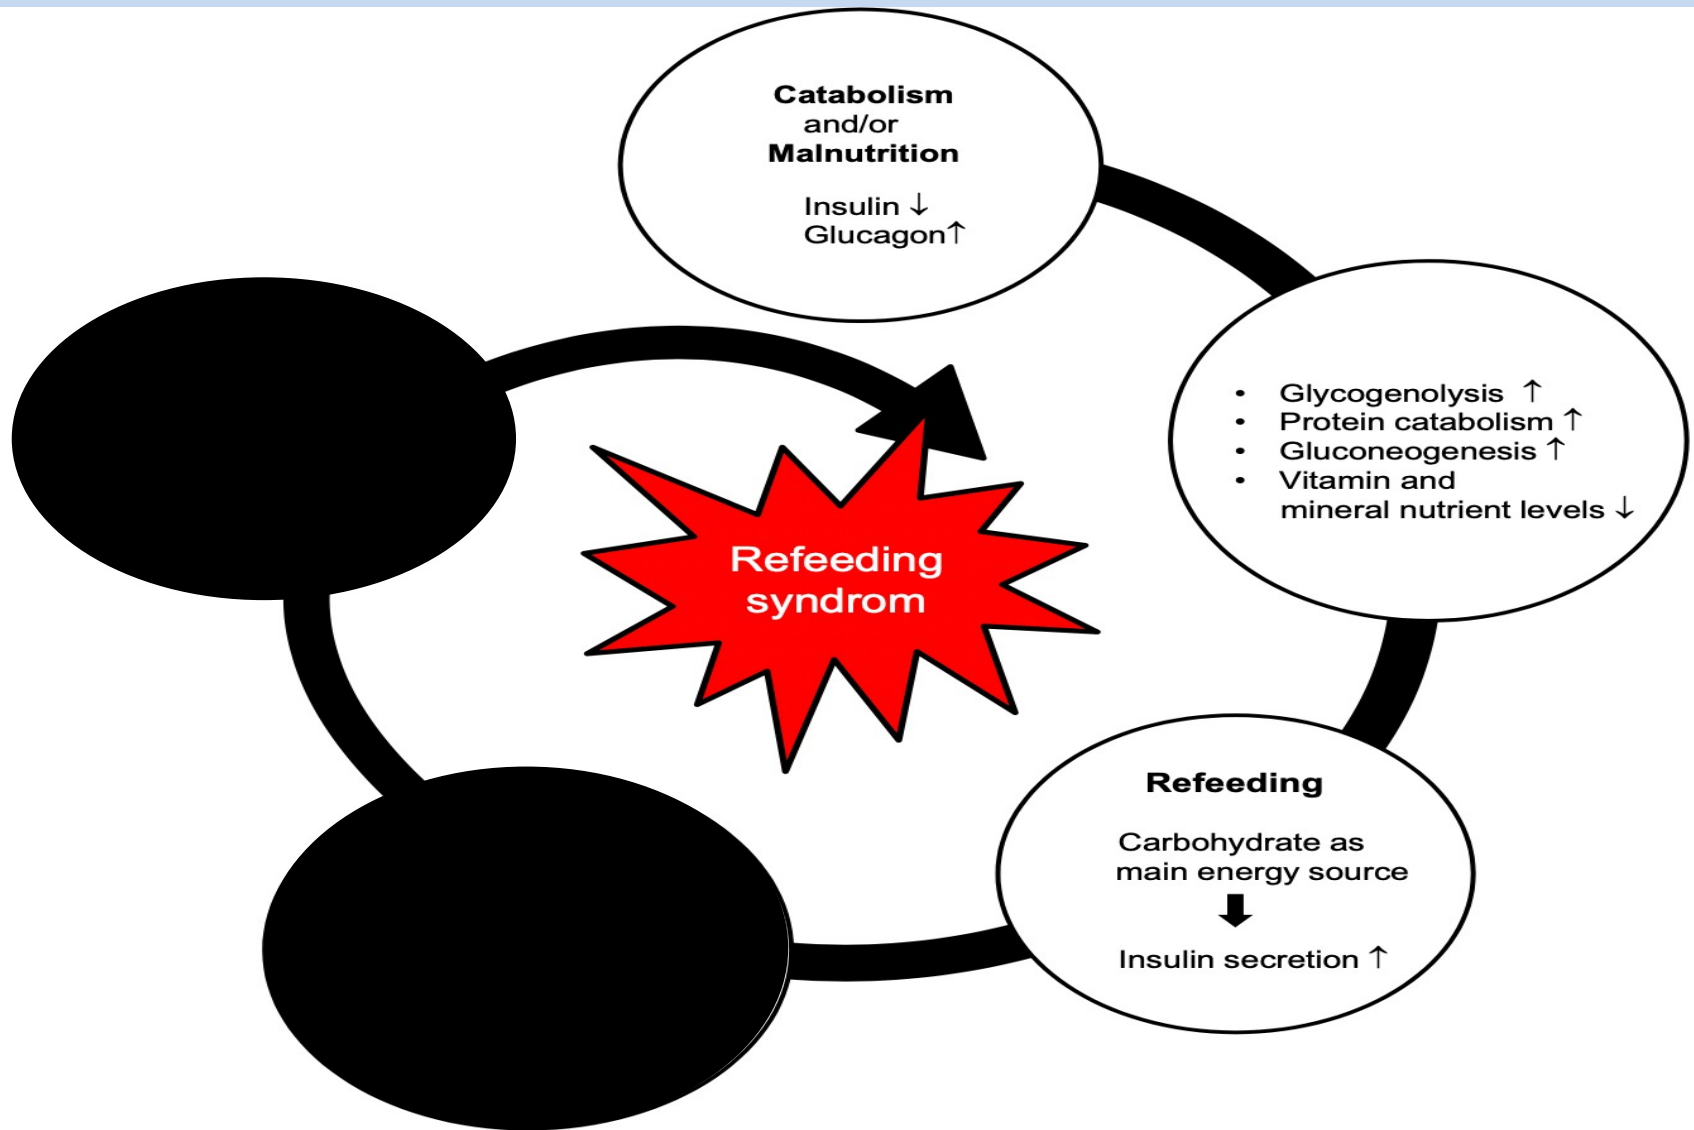 Catabolism
and/or
Malnutrition
Insulin ↓
Glucagon↑
• Glycogenolysis ↑
• Protein catabolism ↑
• Gluconeogenesis ↑
• Vitamin and
mineral nutrient levels ↓
Refeeding
syndrom
Refeeding
Carbohydrate as
main energy source
Insulin secretion ↑